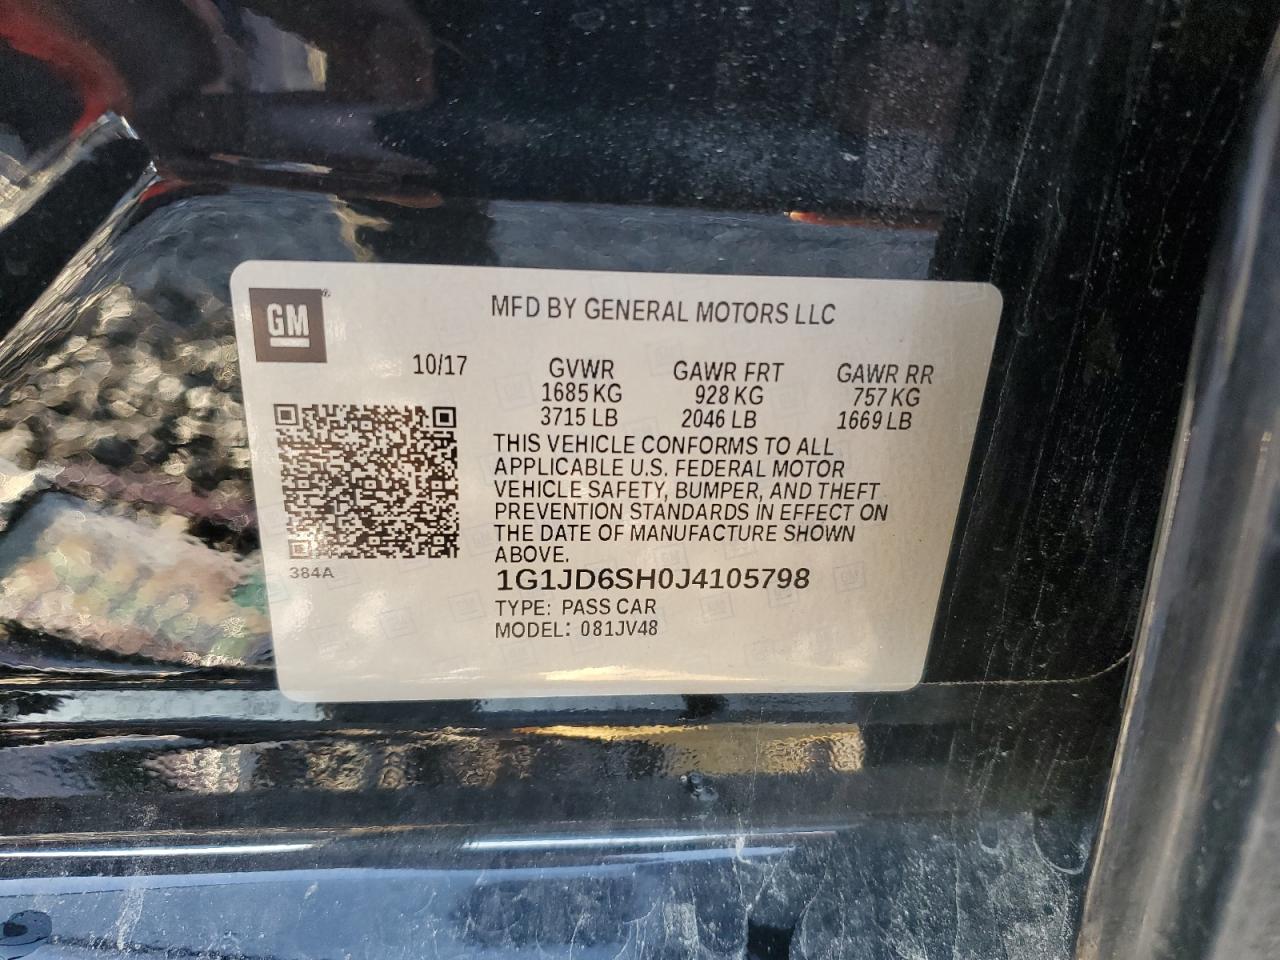 GM
MFD BY GENERAL MOTORS LLC
10/17 GVWR GAWR FRT GAWR RR
1685 KG 928 KG 757 KG
3715 LB 2046 LB 1669 LB
THIS VEHICLE CONFORMS TO ALL
APPLICABLE U.S. FEDERAL MOTOR
VEHICLE SAFETY, BUMPER, AND THEFT
PREVENTION STANDARDS IN EFFECT ON
THE DATE OF MANUFACTURE SHOWN
ABOVE.
384A
1G1JD6SH0J4105798
TYPE: PASS CAR
MODEL: 081JV48